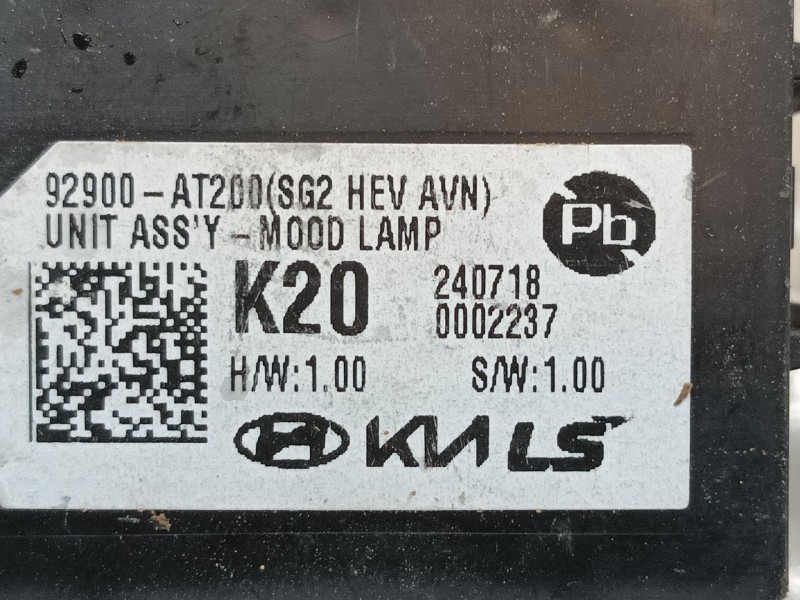 92900-AT200(SG2 HEV AVN)
UNIT ASS'Y-MOOD LAMP
Pb
K20
240718
0002237
H/W:1.00
S/W:1.00
KIA LS